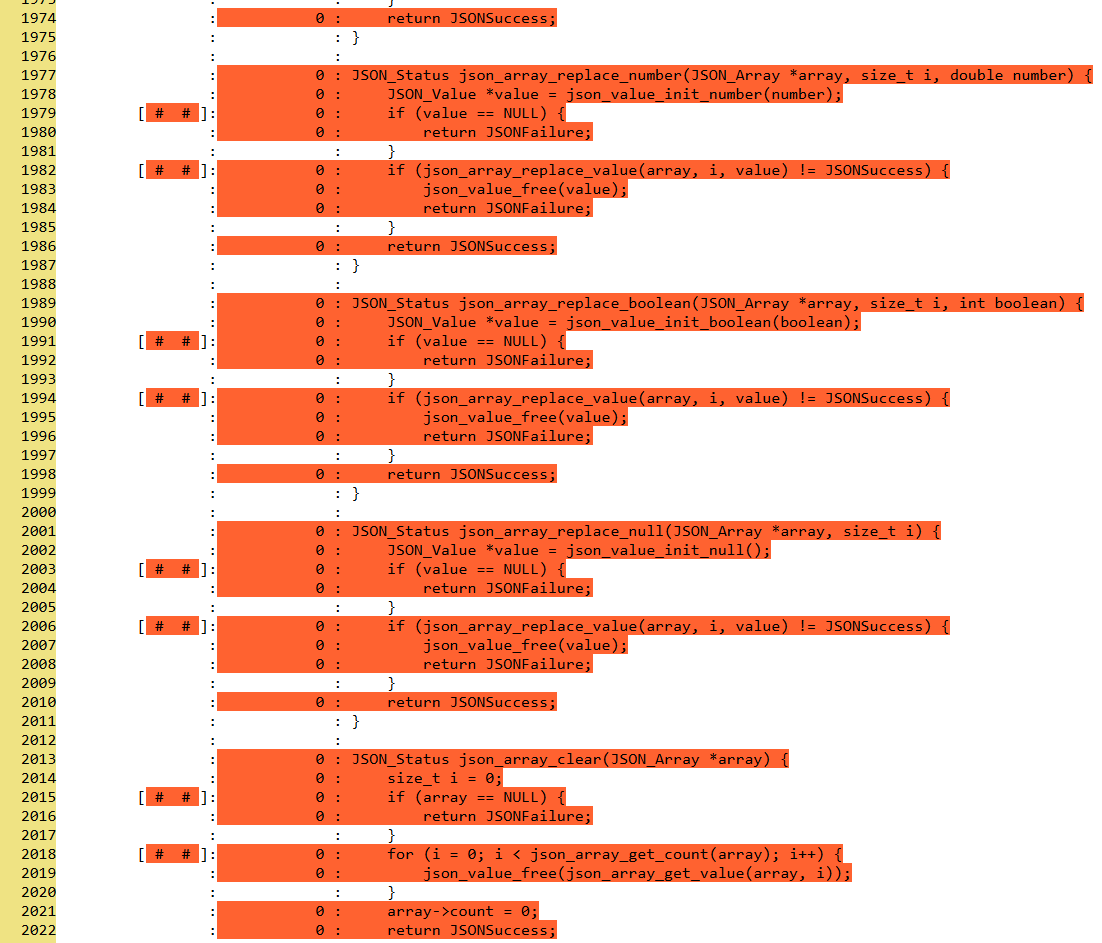 1973 : : }
1974 : 0 : return JSONSuccess;
1975 : : }
1976 : :
1977 : 0 : JSON_Status json_array_replace_number(JSON_Array *array, size_t i, double number) {
1978 : 0 : JSON_Value *value = json_value_init_number(number);
1979 [ # # ]: 0 : if (value == NULL) {
1980 : 0 : return JSONFailure;
1981 : : }
1982 [ # # ]: 0 : if (json_array_replace_value(array, i, value) != JSONSuccess) {
1983 : 0 : json_value_free(value);
1984 : 0 : return JSONFailure;
1985 : : }
1986 : 0 : return JSONSuccess;
1987 : : }
1988 : :
1989 : 0 : JSON_Status json_array_replace_boolean(JSON_Array *array, size_t i, int boolean) {
1990 : 0 : JSON_Value *value = json_value_init_boolean(boolean);
1991 [ # # ]: 0 : if (value == NULL) {
1992 : 0 : return JSONFailure;
1993 : : }
1994 [ # # ]: 0 : if (json_array_replace_value(array, i, value) != JSONSuccess) {
1995 : 0 : json_value_free(value);
1996 : 0 : return JSONFailure;
1997 : : }
1998 : 0 : return JSONSuccess;
1999 : : }
2000 : :
2001 : 0 : JSON_Status json_array_replace_null(JSON_Array *array, size_t i) {
2002 : 0 : JSON_Value *value = json_value_init_null();
2003 [ # # ]: 0 : if (value == NULL) {
2004 : 0 : return JSONFailure;
2005 : : }
2006 [ # # ]: 0 : if (json_array_replace_value(array, i, value) != JSONSuccess) {
2007 : 0 : json_value_free(value);
2008 : 0 : return JSONFailure;
2009 : : }
2010 : 0 : return JSONSuccess;
2011 : : }
2012 : :
2013 : 0 : JSON_Status json_array_clear(JSON_Array *array) {
2014 : 0 : size_t i = 0;
2015 [ # # ]: 0 : if (array == NULL) {
2016 : 0 : return JSONFailure;
2017 : : }
2018 [ # # ]: 0 : for (i = 0; i < json_array_get_count(array); i++) {
2019 : 0 : json_value_free(json_array_get_value(array, i));
2020 : : }
2021 : 0 : array->count = 0;
2022 : 0 : return JSONSuccess;